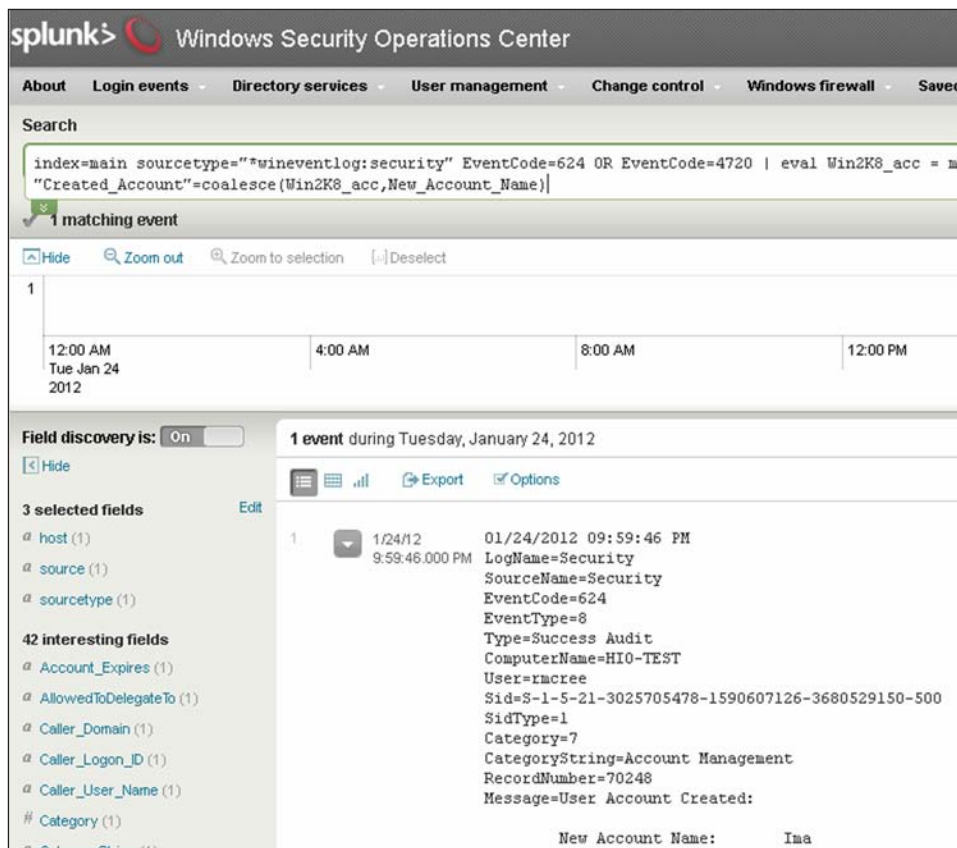 splunk> Windows Security Operations Center
About Login events Directory services User management Change control Windows firewall Saved
Search
index=main sourcetype="*wineventlog:security" EventCode=624 OR EventCode=4720 | eval Win2K8_acc = m
"Created_Account"=coalesce(Win2K8_acc,New_Account_Name)
1 matching event
Hide Zoom out Zoom to selection Deselect
1
12:00 AM 4:00 AM 8:00 AM 12:00 PM
Tue Jan 24
2012
Field discovery is: On
Hide
1 event during Tuesday, January 24, 2012
Export Options
3 selected fields Edit
a host (1)
a source (1)
a sourcetype (1)
42 interesting fields
a Account_Expires (1)
a AllowedToDelegateTo (1)
a Caller_Domain (1)
a Caller_Logon_ID (1)
a Caller_User_Name (1)
# Category (1)
1 1/24/12 9:59:46.000 PM
01/24/2012 09:59:46 PM
LogName=Security
SourceName=Security
EventCode=624
EventType=8
Type=Success Audit
ComputerName=HIO-TEST
User=rmcree
Sid=S-1-5-21-3025705478-1590607126-3680529150-500
SidType=1
Category=7
CategoryString=Account Management
RecordNumber=70248
Message=User Account Created:
New Account Name: Ima